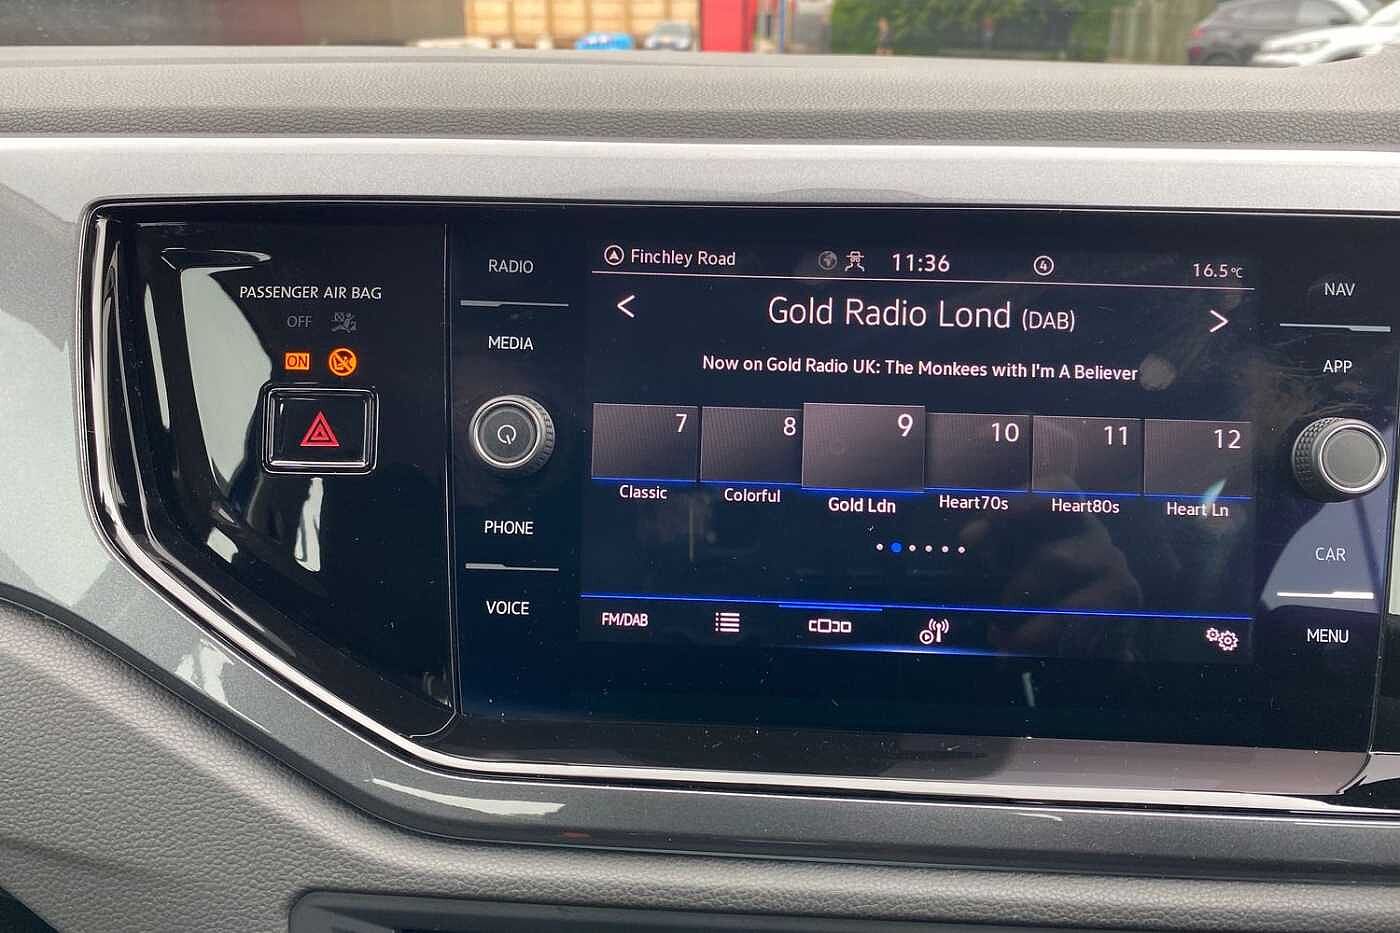 PASSENGER AIR BAG
OFF
ON
RADIO
MEDIA
PHONE
VOICE
Finchley Road
11:36
4
16.5°C
< Gold Radio Lond (DAB) >
Now on Gold Radio UK: The Monkees with I'm A Believer
7 8 9 10 11 12
Classic Colorful Gold Ldn Heart70s Heart80s Heart Ln
FM/DAB
NAV
APP
CAR
MENU